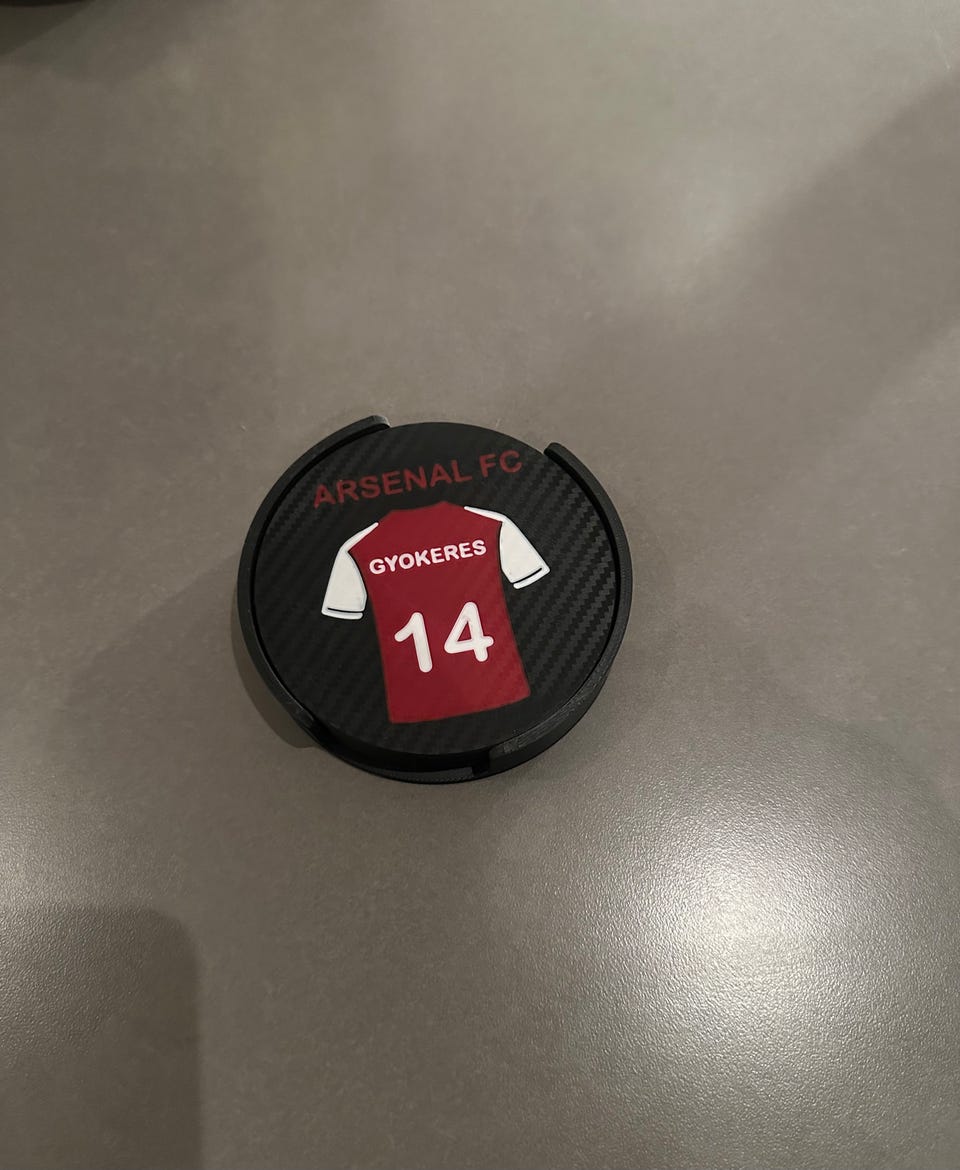 ARSENAL FC
GYOKERES
14